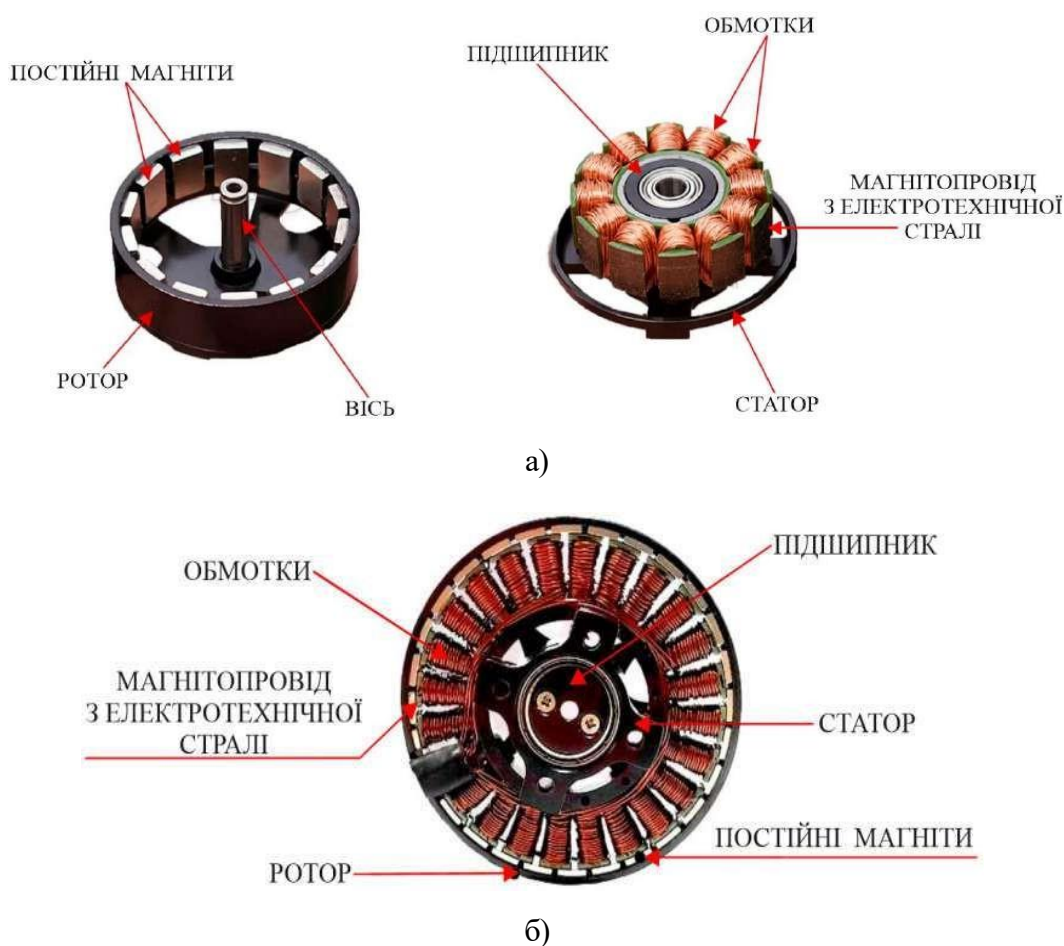 ОБМОТКИ
ПІДШИПНИК
ПОСТІЙНІ МАГНІТИ
МАГНІТОПРОВІД
З ЕЛЕКТРОТЕХНІЧНОЇ
СТРАЛІ
РОТОР
ВІСЬ
СТАТОР
а)
ПІДШИПНИК
ОБМОТКИ
МАГНІТОПРОВІД
З ЕЛЕКТРОТЕХНІЧНОЇ
СТРАЛІ
СТАТОР
ПОСТІЙНІ МАГНІТИ
РОТОР
б)